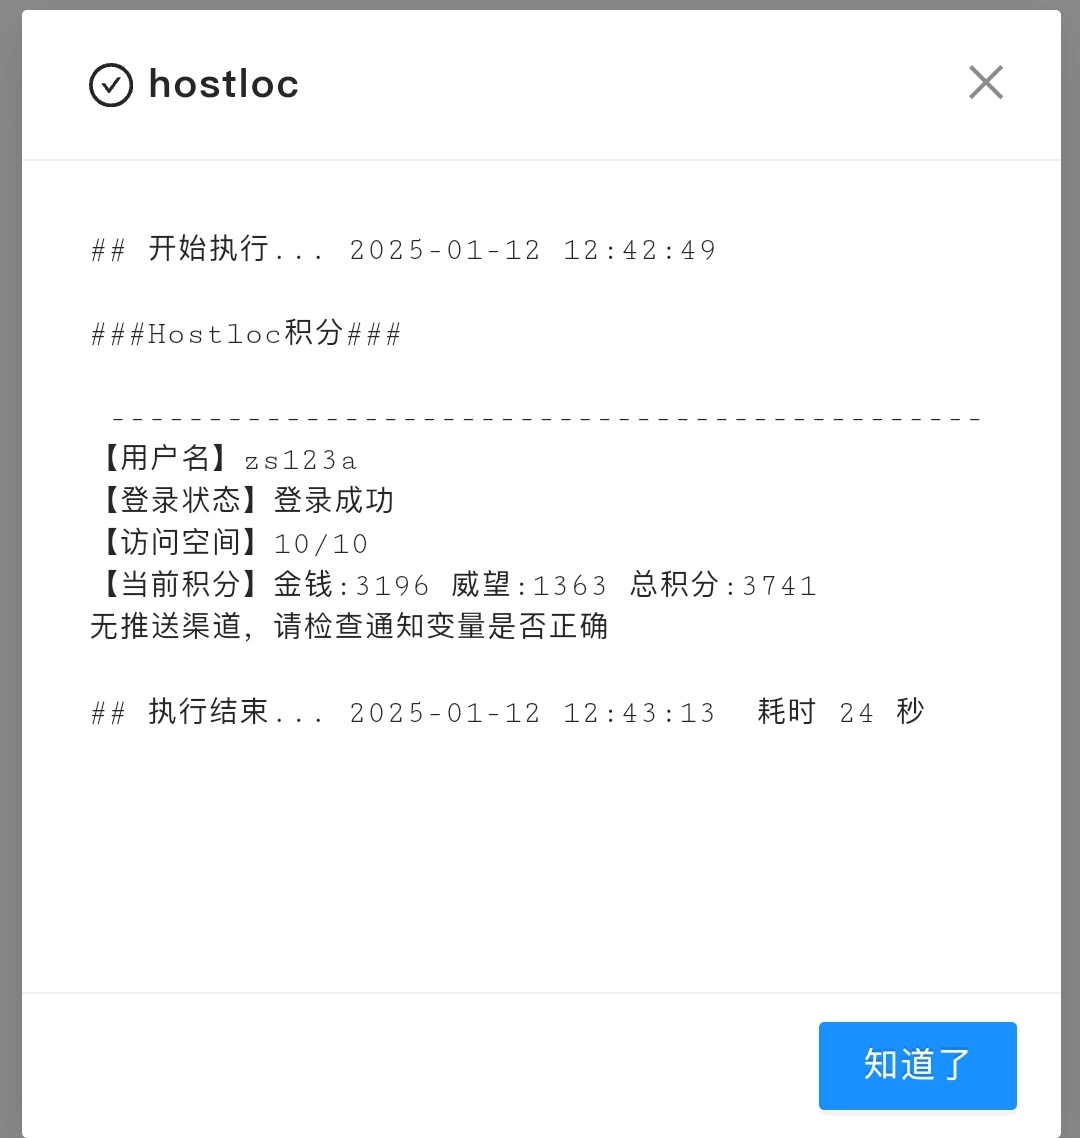 hostloc
## 开始执行... 2025-01-12 12:42:49
###Hostloc积分###
---------------------------------------------
【用户名】zs123a
【登录状态】登录成功
【访问空间】10/10
【当前积分】金钱:3196 威望:1363 总积分:3741
无推送渠道，请检查通知变量是否正确
## 执行结束... 2025-01-12 12:43:13  耗时 24 秒
知道了